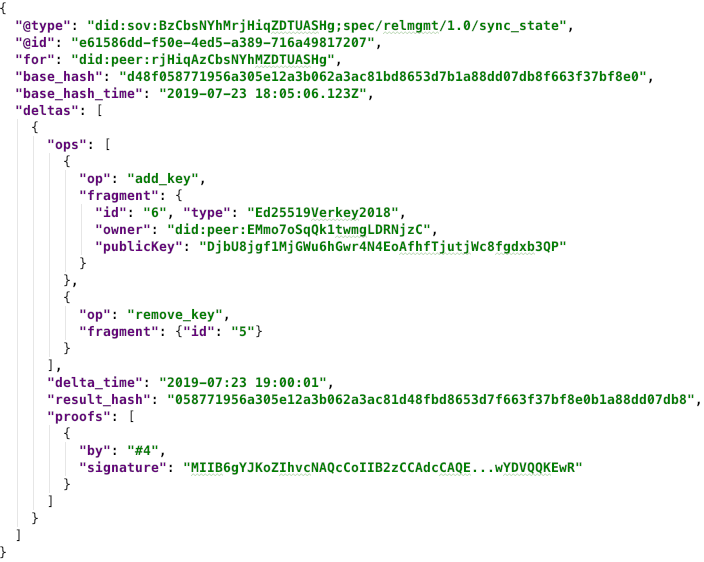 {
  "@type": "did:sov:BzCbsNYhMrjHiqZDTUASHg;spec/relmgmt/1.0/sync_state",
  "@id": "e61586dd-f50e-4ed5-a389-716a49817207",
  "for": "did:peer:rjHiqAzCbsNYhMZDTUASHg",
  "base_hash": "d48f058771956a305e12a3b062a3ac81bd8653d7b1a88dd07db8f663f37bf8e0",
  "base_hash_time": "2019-07-23 18:05:06.123Z",
  "deltas": [
    {
      "ops": [
        {
          "op": "add_key",
          "fragment": {
            "id": "6", "type": "Ed25519Verkey2018",
            "owner": "did:peer:EMmo7oSqQk1twmgLDRNjzC",
            "publicKey": "DjbU8jgf1MjGWu6hGwr4N4EoAfhfTjutjWc8fgdxb3QP"
          }
        },
        {
          "op": "remove_key",
          "fragment": {"id": "5"}
        }
      ],
      "delta_time": "2019-07:23 19:00:01",
      "result_hash": "058771956a305e12a3b062a3ac81d48fbd8653d7f663f37bf8e0b1a88dd07db8",
      "proofs": [
        {
          "by": "#4",
          "signature": "MIIB6gYJKoZIhvcNAQcCoIIB2zCCAdcCAQE...wYDVQQKEwR"
        }
      ]
    }
  ]
}